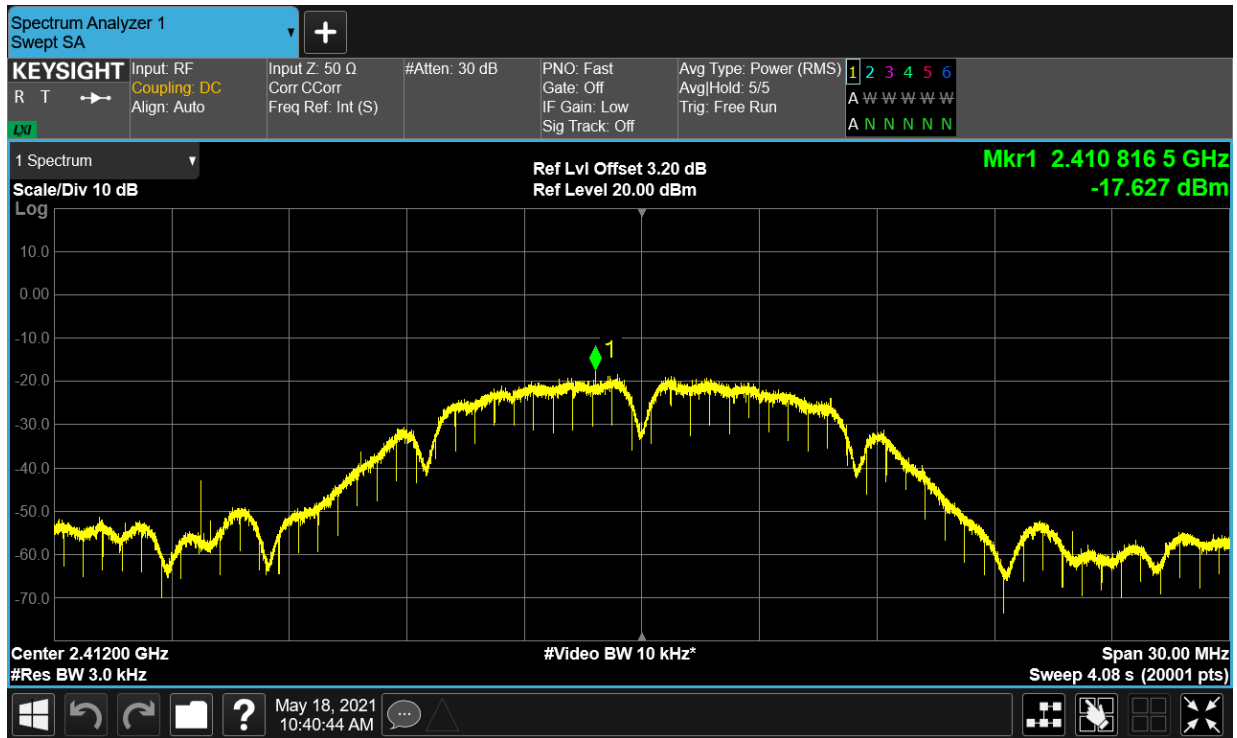 Spectrum Analyzer 1
Swept SA
+
KEYSIGHT Input: RF Input Z: 50 Ω #Atten: 30 dB PNO: Fast Avg Type: Power (RMS) 1 2 3 4 5 6
R T Coupling: DC Corr CCorr Gate: Off Avg|Hold: 5/5 A W W W W W
Align: Auto Freq Ref: Int (S) IF Gain: Low Trig: Free Run
LXI Sig Track: Off A N N N N N
1 Spectrum Ref Lvl Offset 3.20 dB Mkr1 2.410 816 5 GHz
Scale/Div 10 dB Ref Level 20.00 dBm -17.627 dBm
Log
10.0
0.00
-10.0
1
-20.0
-30.0
-40.0
-50.0
-60.0
-70.0
Center 2.41200 GHz #Video BW 10 kHz* Span 30.00 MHz
#Res BW 3.0 kHz Sweep 4.08 s (20001 pts)
? May 18, 2021
10:40:44 AM